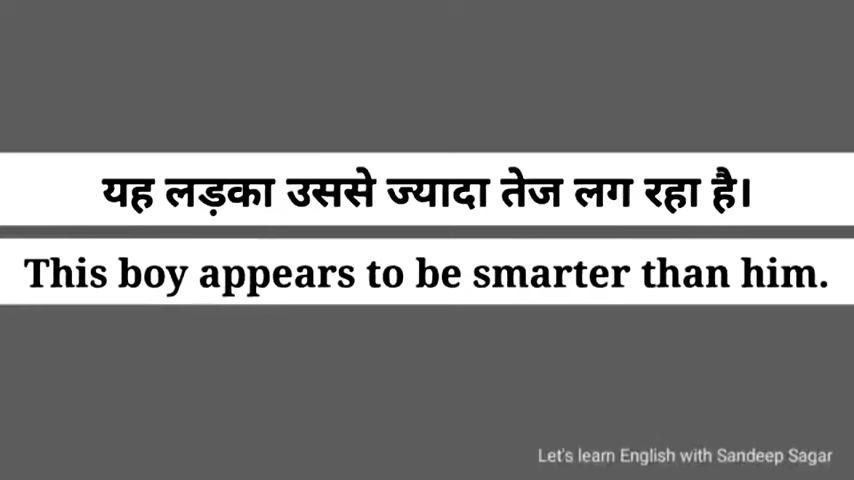 यह लड़का उससे ज्यादा तेज लग रहा है।
This boy appears to be smarter than him.
Let's learn English with Sandeep Sagar